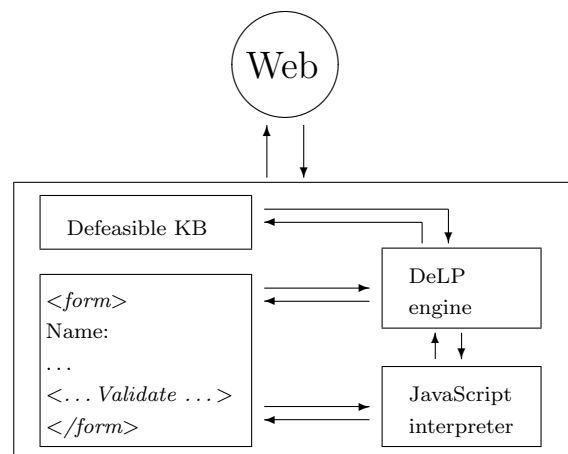 Web
Defeasible KB
<form>
Name:
...
<... Validate ...>
</form>
DeLP
engine
JavaScript
interpreter